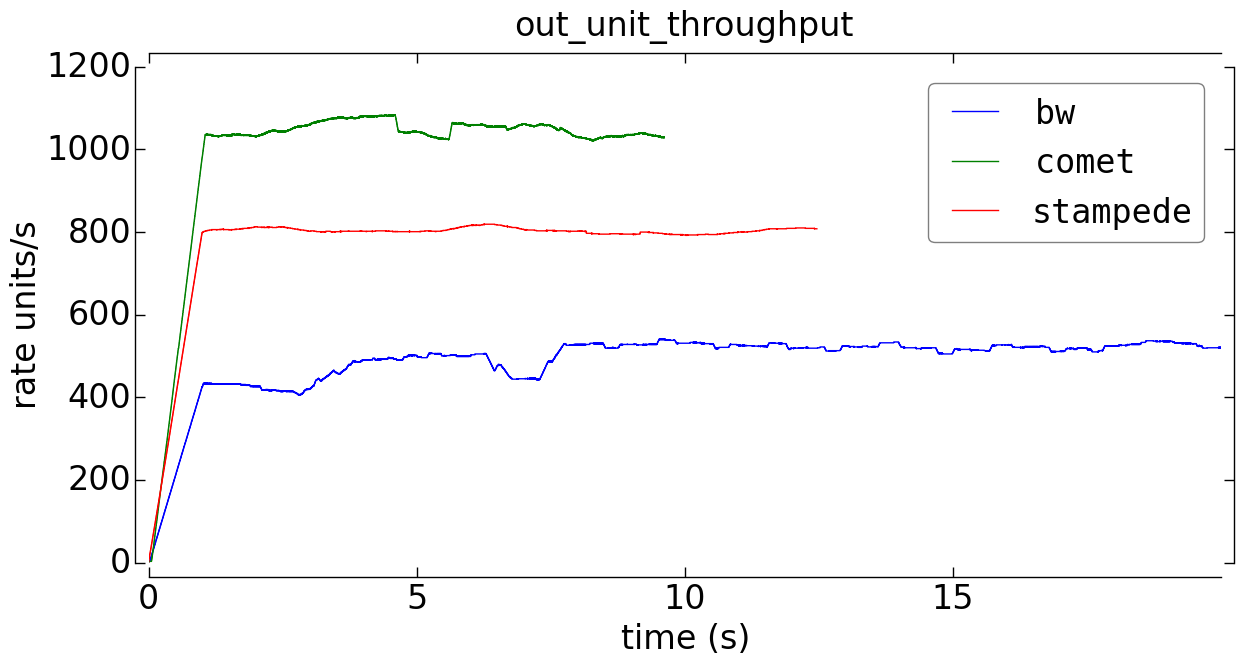 out_unit_throughput
1200
1000
800
600
400
200
0
rate units/s
bw
comet
stampede
0 5 10 15
time (s)